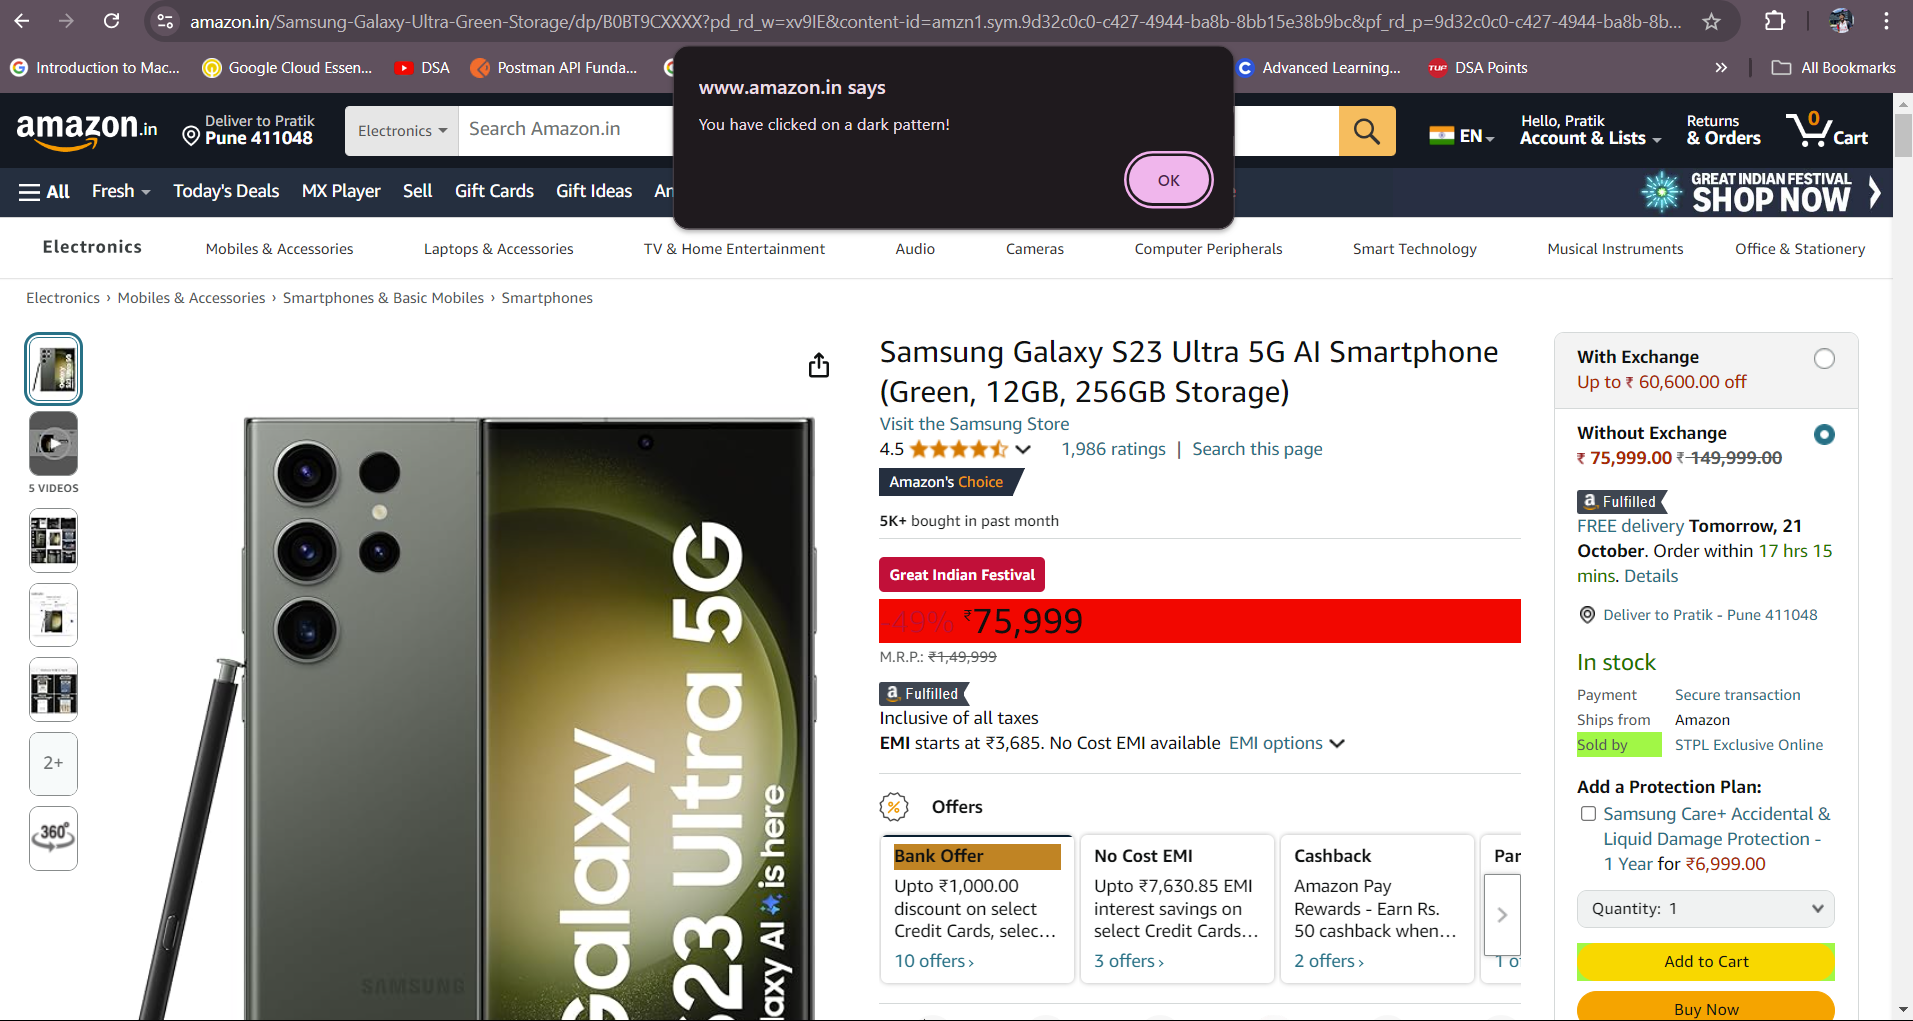 amazon.in/Samsung-Galaxy-Ultra-Green-Storage/dp/B0BT9CXXXX?pd_rd_w=xv9IE&content-id=amzn1.sym.9d32c0c0-c427-4944-ba8b-8bb15e38b9bc&pf_rd_p=9d32c0c0-c427-4944-ba8b-8b...
Introduction to Mac... Google Cloud Essen... DSA Postman API Funda... Advanced Learning... TUF DSA Points » All Bookmarks
www.amazon.in says
You have clicked on a dark pattern!
OK
amazon.in
Deliver to Pratik
Pune 411048
Electronics
Search Amazon.in
EN
Hello, Pratik
Account & Lists
Returns
& Orders
0
Cart
All Fresh Today's Deals MX Player Sell Gift Cards Gift Ideas
GREAT INDIAN FESTIVAL
SHOP NOW
Electronics Mobiles & Accessories Laptops & Accessories TV & Home Entertainment Audio Cameras Computer Peripherals Smart Technology Musical Instruments Office & Stationery
Electronics › Mobiles & Accessories › Smartphones & Basic Mobiles › Smartphones
5 VIDEOS
2+
360°
Galaxy
S23 Ultra 5G
Galaxy AI is here
SAMSUNG
Samsung Galaxy S23 Ultra 5G AI Smartphone
(Green, 12GB, 256GB Storage)
Visit the Samsung Store
4.5 1,986 ratings | Search this page
Amazon's Choice
5K+ bought in past month
Great Indian Festival
-49% ₹75,999
M.R.P.: ₹1,49,999
a Fulfilled
Inclusive of all taxes
EMI starts at ₹3,685. No Cost EMI available EMI options
% Offers
Bank Offer
Upto ₹1,000.00
discount on select
Credit Cards, selec...
10 offers›
No Cost EMI
Upto ₹7,630.85 EMI
interest savings on
select Credit Cards...
3 offers›
Cashback
Amazon Pay
Rewards - Earn Rs.
50 cashback when...
2 offers›
Par
1 o
With Exchange
Up to ₹ 60,600.00 off
Without Exchange
₹ 75,999.00 ₹ 149,999.00
a Fulfilled
FREE delivery Tomorrow, 21
October. Order within 17 hrs 15
mins. Details
Deliver to Pratik - Pune 411048
In stock
Payment Secure transaction
Ships from Amazon
Sold by STPL Exclusive Online
Add a Protection Plan:
Samsung Care+ Accidental &
Liquid Damage Protection -
1 Year for ₹6,999.00
Quantity: 1
Add to Cart
Buy Now